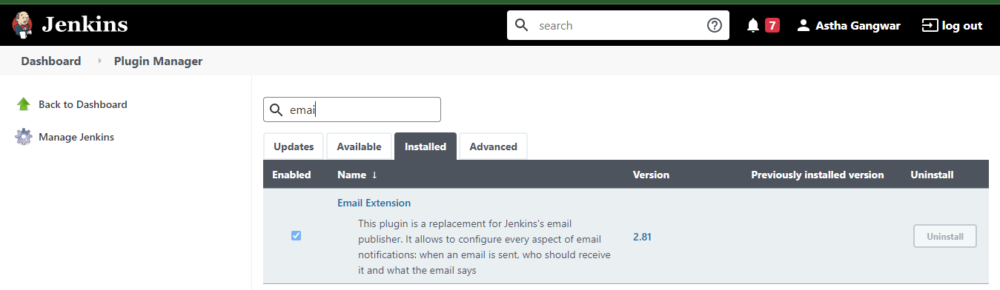 Jenkins
search
7
Astha Gangwar
log out
Dashboard
Plugin Manager
Back to Dashboard
Manage Jenkins
emai
Updates
Available
Installed
Advanced
Enabled
Name ↓
Version
Previously installed version
Uninstall
Email Extension
This plugin is a replacement for Jenkins's email
publisher. It allows to configure every aspect of email
notifications: when an email is sent, who should receive
it and what the email says
2.81
Uninstall